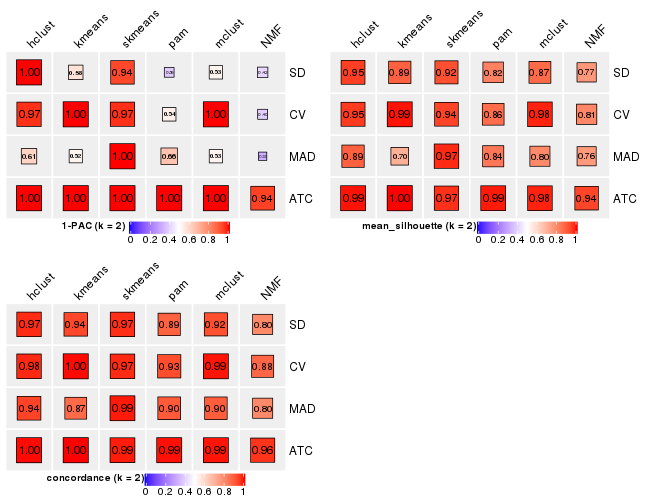 hclust kmeans skmeans pam mclust NMF
1.00 0.58 0.94 0.53 SD
0.97 1.00 0.97 0.54 1.00 CV
0.61 0.52 1.00 0.66 0.53 MAD
1.00 1.00 1.00 1.00 1.00 0.94 ATC
1-PAC (k = 2)
0 0.2 0.4 0.6 0.8 1
hclust kmeans skmeans pam mclust NMF
0.95 0.89 0.92 0.82 0.87 0.77 SD
0.95 0.99 0.94 0.86 0.98 0.81 CV
0.89 0.70 0.97 0.84 0.80 0.76 MAD
0.99 1.00 0.97 0.99 0.98 0.94 ATC
mean_silhouette (k = 2)
0 0.2 0.4 0.6 0.8 1
hclust kmeans skmeans pam mclust NMF
0.97 0.94 0.97 0.89 0.92 0.80 SD
0.98 1.00 0.97 0.93 0.99 0.88 CV
0.94 0.87 0.99 0.90 0.90 0.80 MAD
1.00 1.00 0.99 0.99 0.99 0.96 ATC
concordance (k = 2)
0 0.2 0.4 0.6 0.8 1